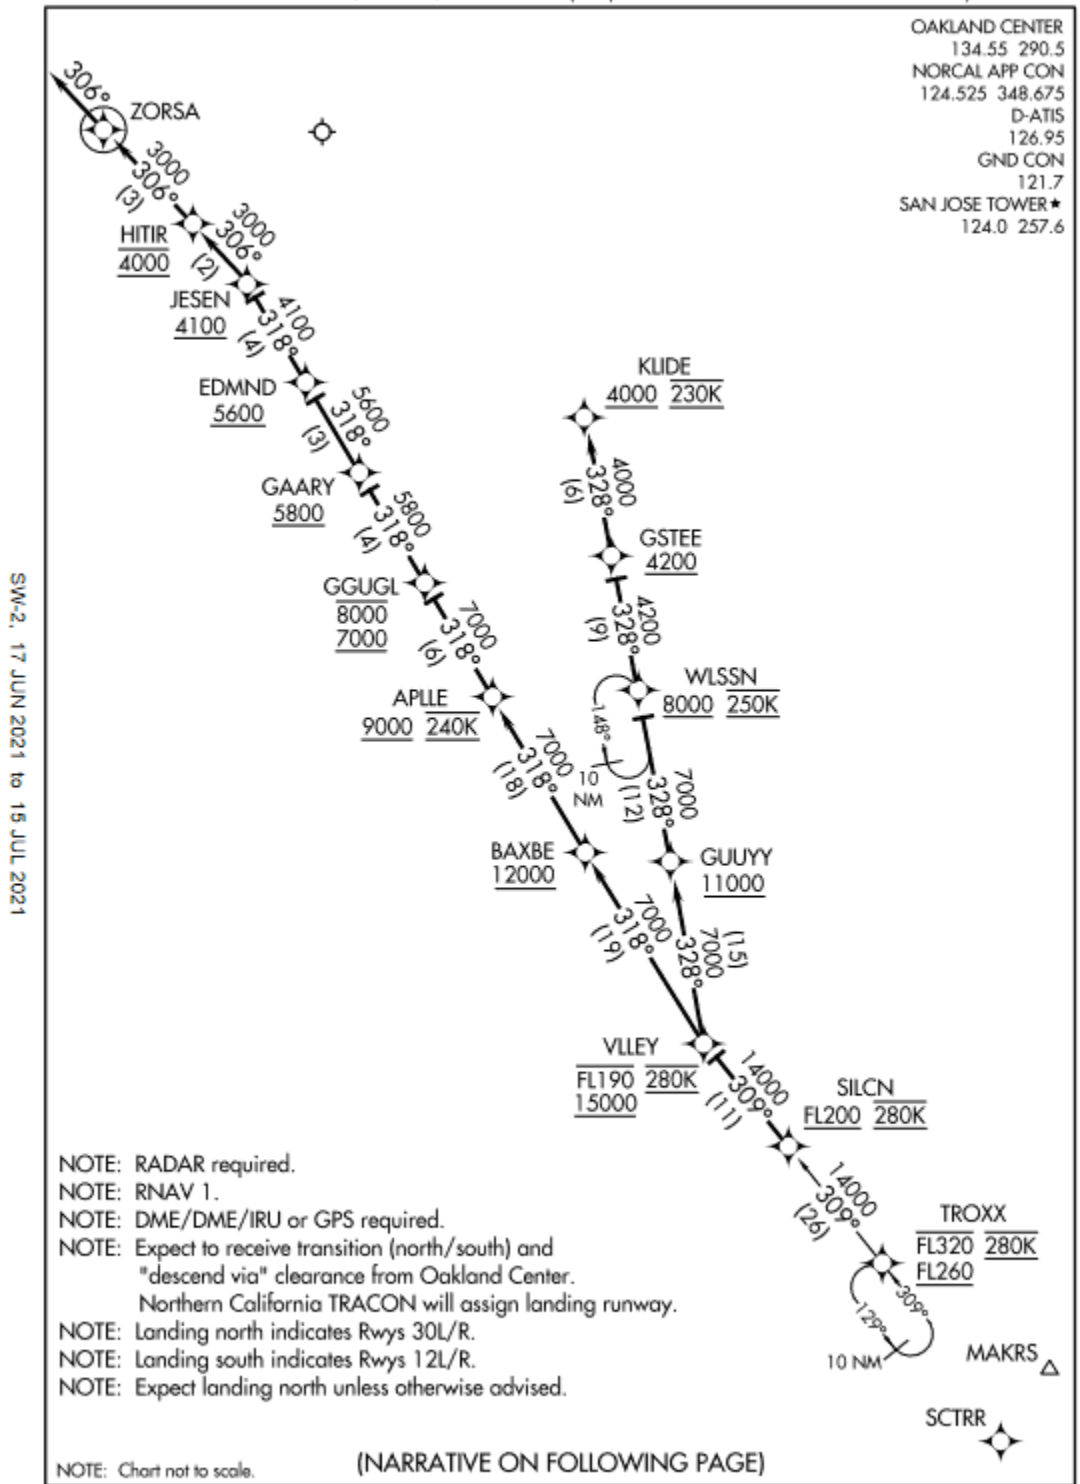 OAKLAND CENTER
134.55 290.5
NORCAL APP CON
124.525 348.675
D-ATIS
126.95
GND CON
121.7
SAN JOSE TOWER★
124.0 257.6
306°
ZORSA
3000
306°
(3)
HITIR
4000
3000
306°
(2)
JESEN
4100
4100
318°
(4)
EDMND
5600
5600
318°
(3)
GAARY
5800
5800
318°
(4)
GGUGL
8000
7000
7000
318°
(6)
APLLE
9000 240K
7000
318°
(18)
BAXBE
12000
7000
318°
(19)
KLIDE
4000 230K
4000
328°
(6)
GSTEE
4200
4200
328°
(9)
WLSSN
8000 250K
148°
10
NM
7000
328°
(12)
GUUYY
11000
(15)
7000
328°
VLLEY
FL190 280K
15000
14000
309°
(11)
SILCN
FL200 280K
14000
309°
(26)
TROXX
FL320 280K
FL260
309°
129°
10 NM
MAKRS
SCTRR
NOTE: RADAR required.
NOTE: RNAV 1.
NOTE: DME/DME/IRU or GPS required.
NOTE: Expect to receive transition (north/south) and
"descend via" clearance from Oakland Center.
Northern California TRACON will assign landing runway.
NOTE: Landing north indicates Rwys 30L/R.
NOTE: Landing south indicates Rwys 12L/R.
NOTE: Expect landing north unless otherwise advised.
NOTE: Chart not to scale.
(NARRATIVE ON FOLLOWING PAGE)
SW-2, 17 JUN 2021 to 15 JUL 2021